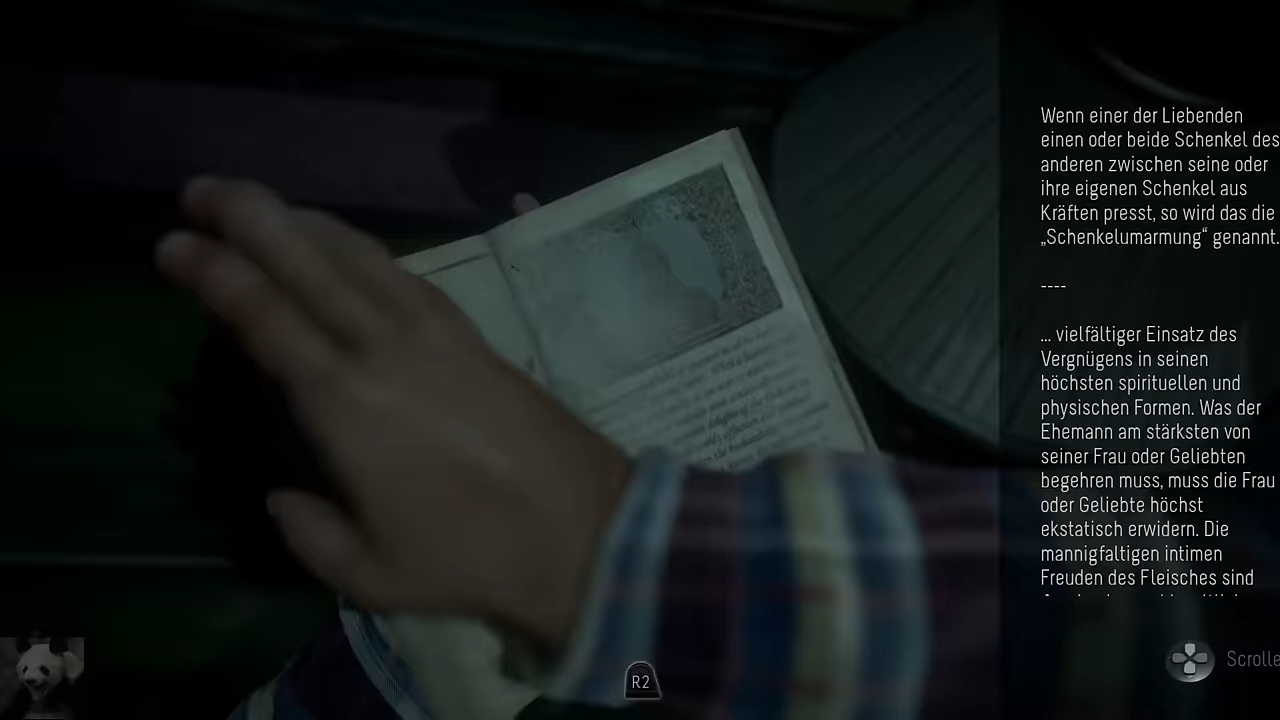 Wenn einer der Liebenden
einen oder beide Schenkel des
anderen zwischen seine oder
ihre eigenen Schenkel aus
Kräften presst, so wird das die
„Schenkelumarmung“ genannt.
----
... vielfältiger Einsatz des
Vergnügens in seinen
höchsten spirituellen und
physischen Formen. Was der
Ehemann am stärksten von
seiner Frau oder Geliebten
begehren muss, muss die Frau
oder Geliebte höchst
ekstatisch erwidern. Die
mannigfaltigen intimen
Freuden des Fleisches sind
Scrolle
R2